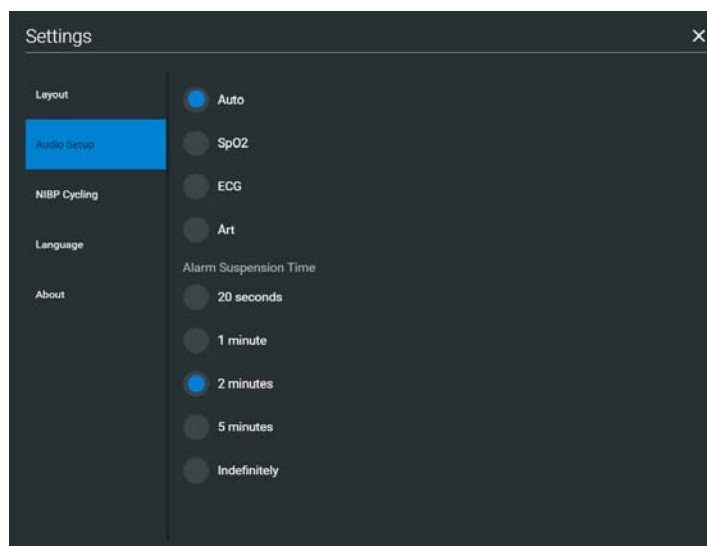 Settings
Layout
Audio Setup
NIBP Cycling
Language
About
Auto
SpO2
ECG
Art
Alarm Suspension Time
20 seconds
1 minute
2 minutes
5 minutes
Indefinitely